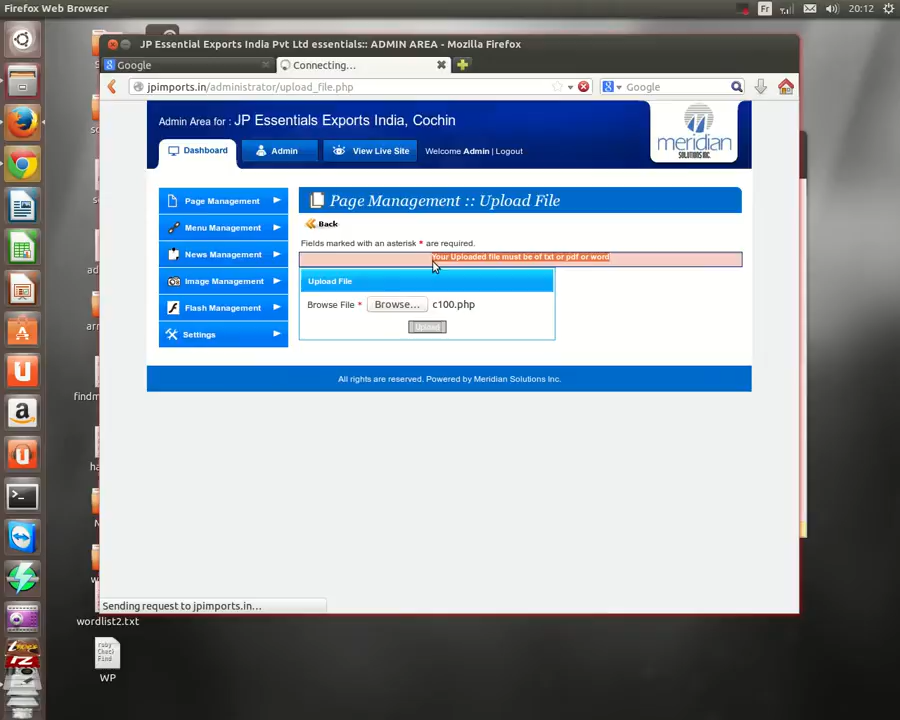 Firefox Web Browser
Fr
20:12
JP Essential Exports India Pvt Ltd essentials:: ADMIN AREA - Mozilla Firefox
Google
Connecting…
jpimports.in/administrator/upload_file.php
Google
Admin Area for : JP Essentials Exports India, Cochin
meridian
SOLUTIONS INC.
Dashboard
Admin
View Live Site
Welcome Admin | Logout
Page Management
Menu Management
News Management
Image Management
Flash Management
Settings
Page Management :: Upload File
Back
Fields marked with an asterisk * are required.
Your Uploaded file must be of txt or pdf or word
Upload File
Browse File *
Browse…
c100.php
Upload
All rights are reserved. Powered by Meridian Solutions Inc.
Sending request to jpimports.in…
wordlist2.txt
WP